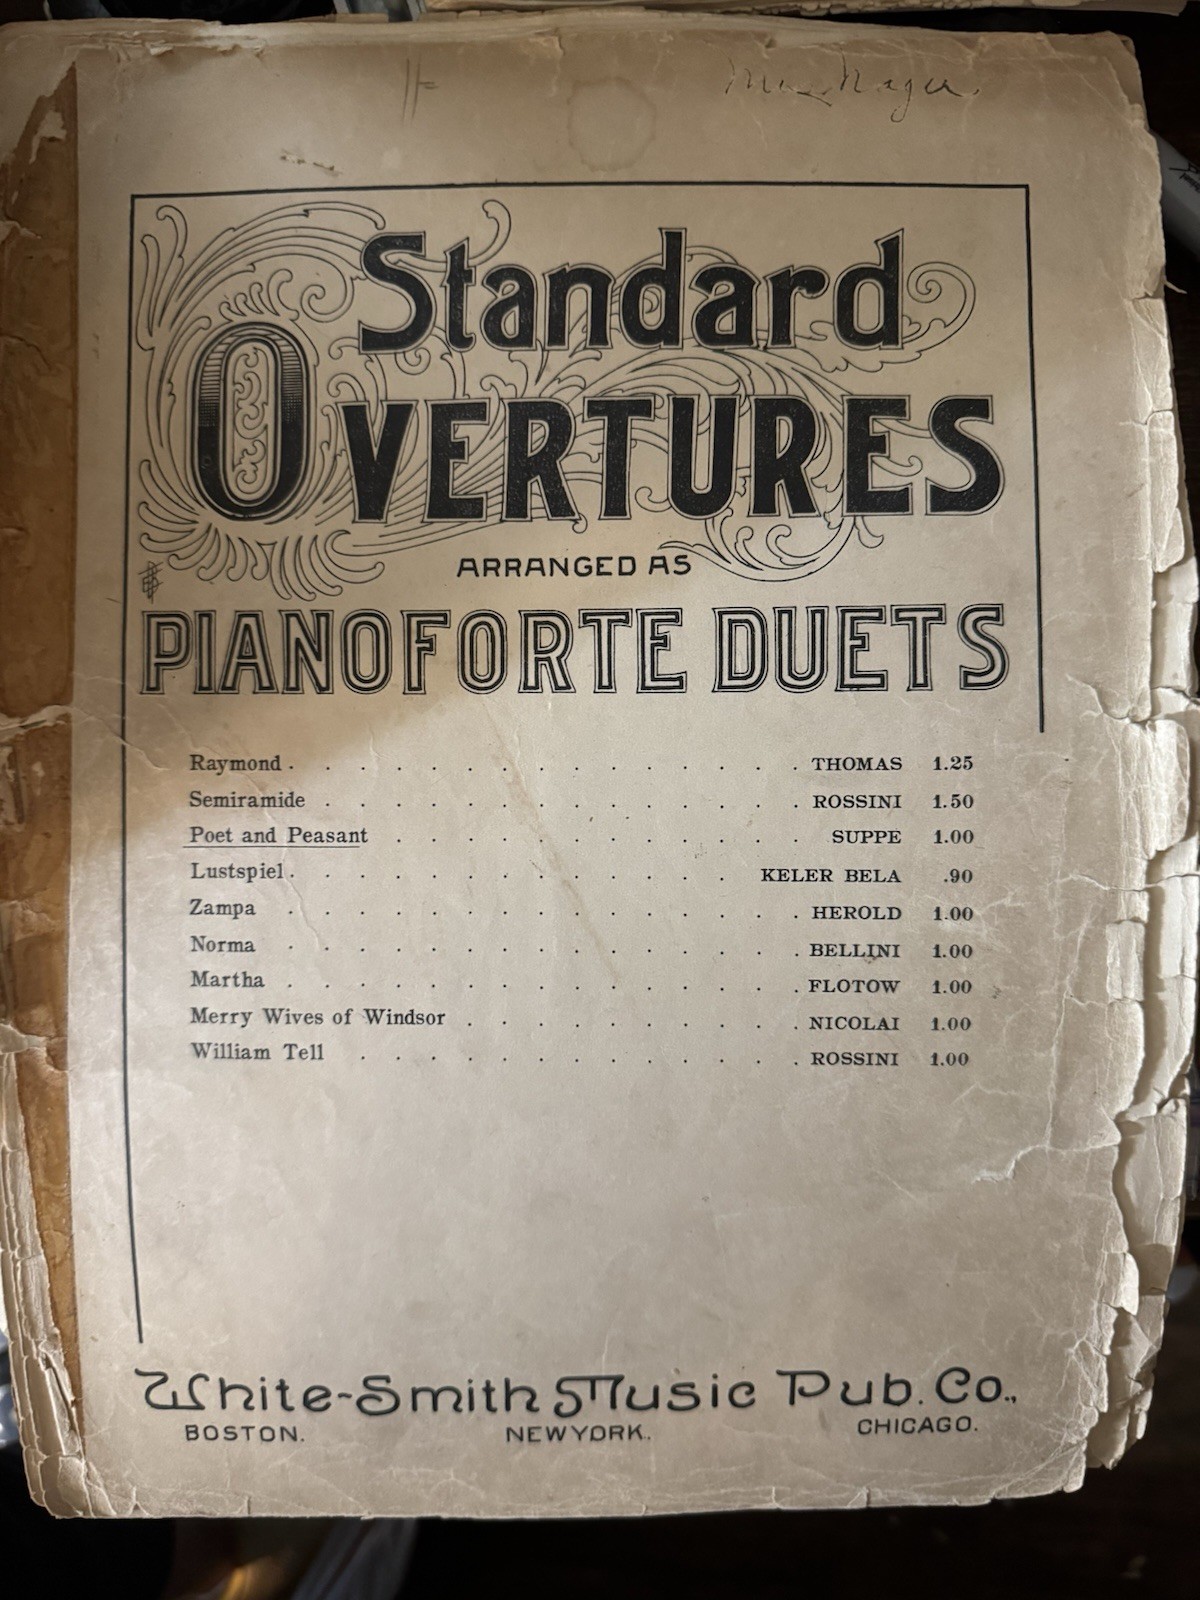 Standard
OVERTURES
ARRANGED AS
PIANOFORTE DUETS
Raymond . . . . . . . . . . . . . . . THOMAS 1.25
Semiramide . . . . . . . . . . . . . . ROSSINI 1.50
Poet and Peasant . . . . . . . . . . . . SUPPE 1.00
Lustspiel . . . . . . . . . . . . . KELER BELA .90
Zampa . . . . . . . . . . . . . . . HEROLD 1.00
Norma . . . . . . . . . . . . . . . BELLINI 1.00
Martha . . . . . . . . . . . . . . . FLOTOW 1.00
Merry Wives of Windsor . . . . . . . . . . NICOLAI 1.00
William Tell . . . . . . . . . . . . . ROSSINI 1.00
White-Smith Music Pub. Co.,
BOSTON. NEW YORK. CHICAGO.